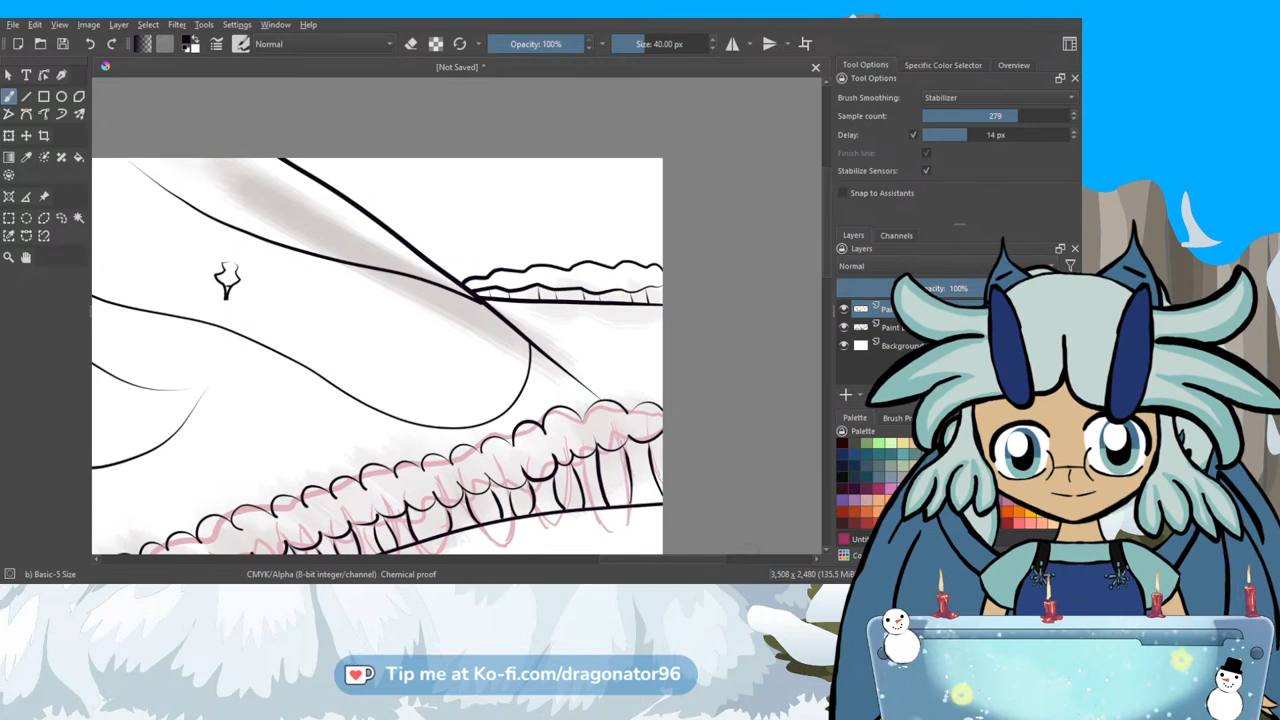 File Edit View Image Layer Filter Tools Select Settings Window Help
Normal
Opacity: 100%
Size: 40.00 px
[Not Saved] *
Tool Options Specific Color Selector Overview
Tool Options
Brush Smoothing: Stabilizer
Sample count: 279
Delay: 14 px
Finish line:
Stabilize Sensors:
Snap to Assistants
Layers Channels
Layers
Normal
100%
Background
Palette
Palette
b) Basic-5 Size
CMYK/Alpha (8-bit integer/channel) Chemical proof
3,508 x 2,480 (135.5
Tip me at Ko-fi.com/dragonator96